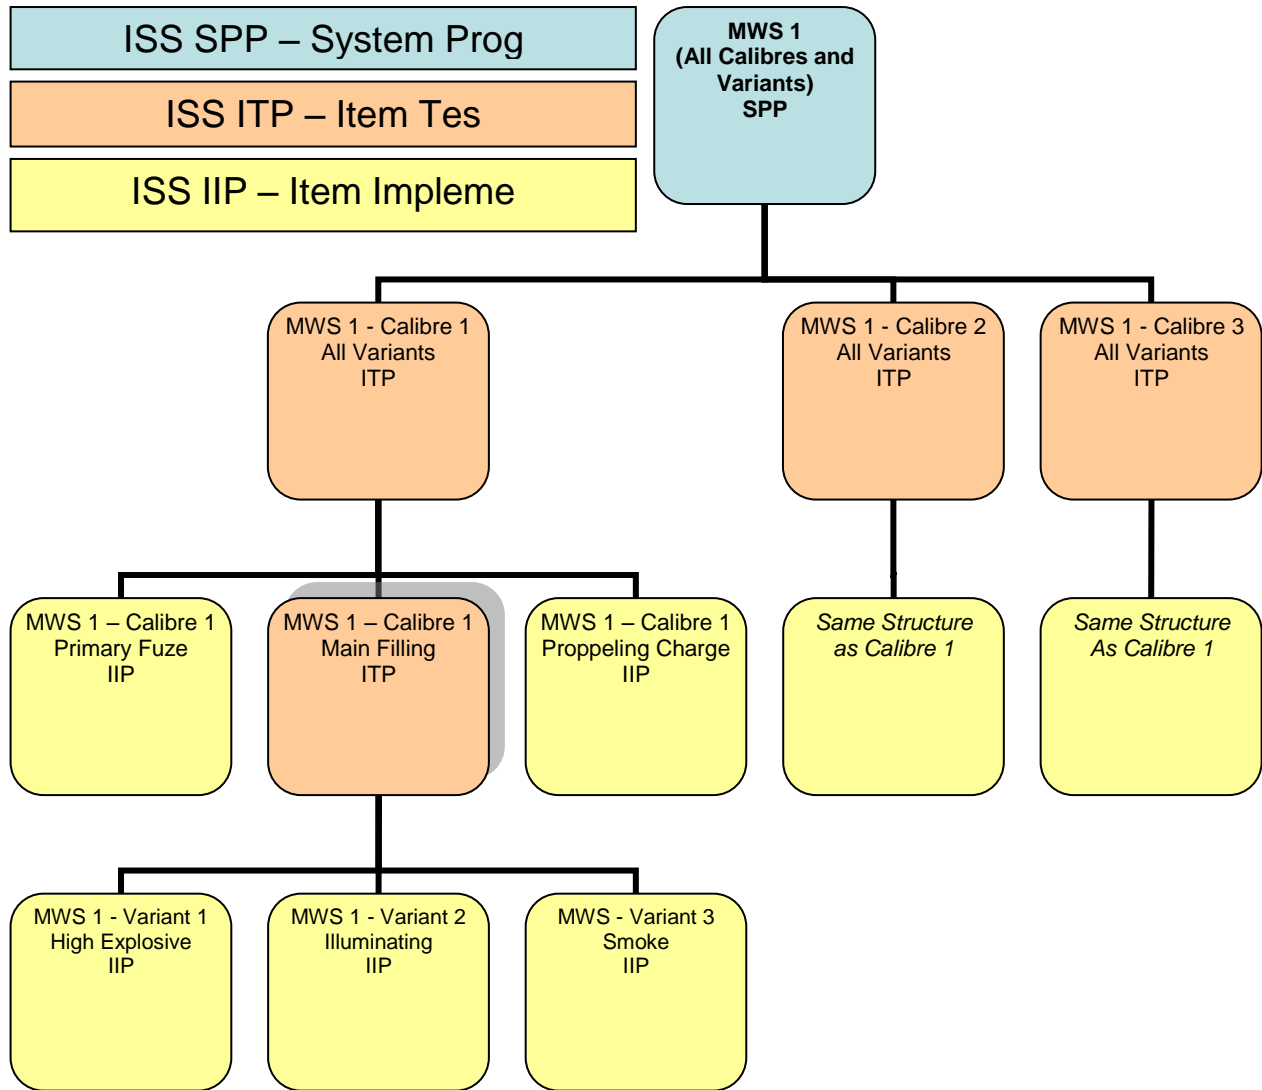 ISS SPP – System Prog
ISS ITP – Item Tes
ISS IIP – Item Impleme
MWS 1
(All Calibres and
Variants)
SPP
MWS 1 - Calibre 1
All Variants
ITP
MWS 1 - Calibre 2
All Variants
ITP
MWS 1 - Calibre 3
All Variants
ITP
MWS 1 – Calibre 1
Primary Fuze
IIP
MWS 1 – Calibre 1
Main Filling
ITP
MWS 1 – Calibre 1
Proppeling Charge
IIP
Same Structure
as Calibre 1
Same Structure
As Calibre 1
MWS 1 - Variant 1
High Explosive
IIP
MWS 1 - Variant 2
Illuminating
IIP
MWS - Variant 3
Smoke
IIP